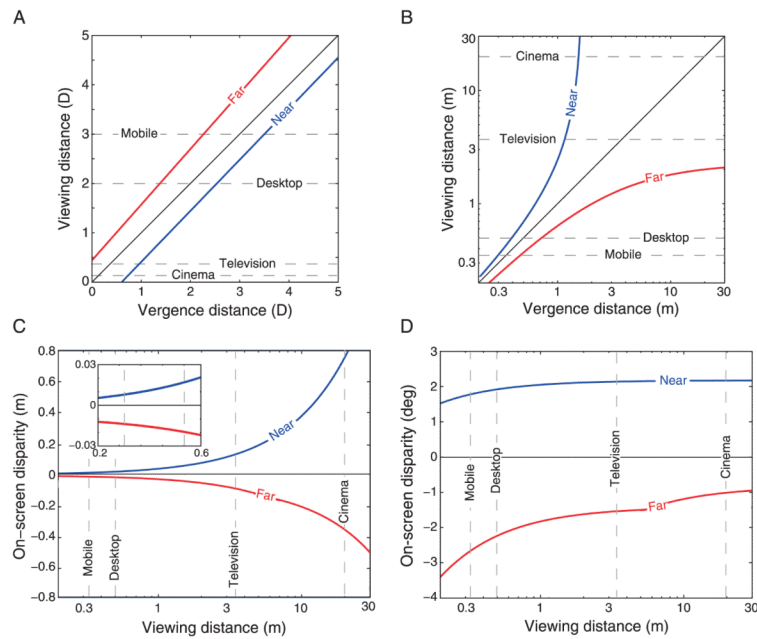 A
5
4
3
2
1
0
Viewing distance (D)
Far
Near
Mobile
Desktop
Television
Cinema
0 1 2 3 4 5
Vergence distance (D)
B
30
10
3
1
0.3
Viewing distance (m)
Cinema
Near
Television
Far
Desktop
Mobile
0.3 1 3 10 30
Vergence distance (m)
C
0.8
0.4
0.2
0
−0.2
−0.4
−0.6
−0.8
On−screen disparity (m)
0.03
0
−0.03
0.2 0.6
Near
Far
Mobile
Desktop
Television
Cinema
0.3 1 3 10 30
Viewing distance (m)
D
3
2
1
0
−1
−2
−3
−4
On-screen disparity (deg)
Near
Far
Mobile
Desktop
Television
Cinema
0.3 1 3 10 30
Viewing distance (m)